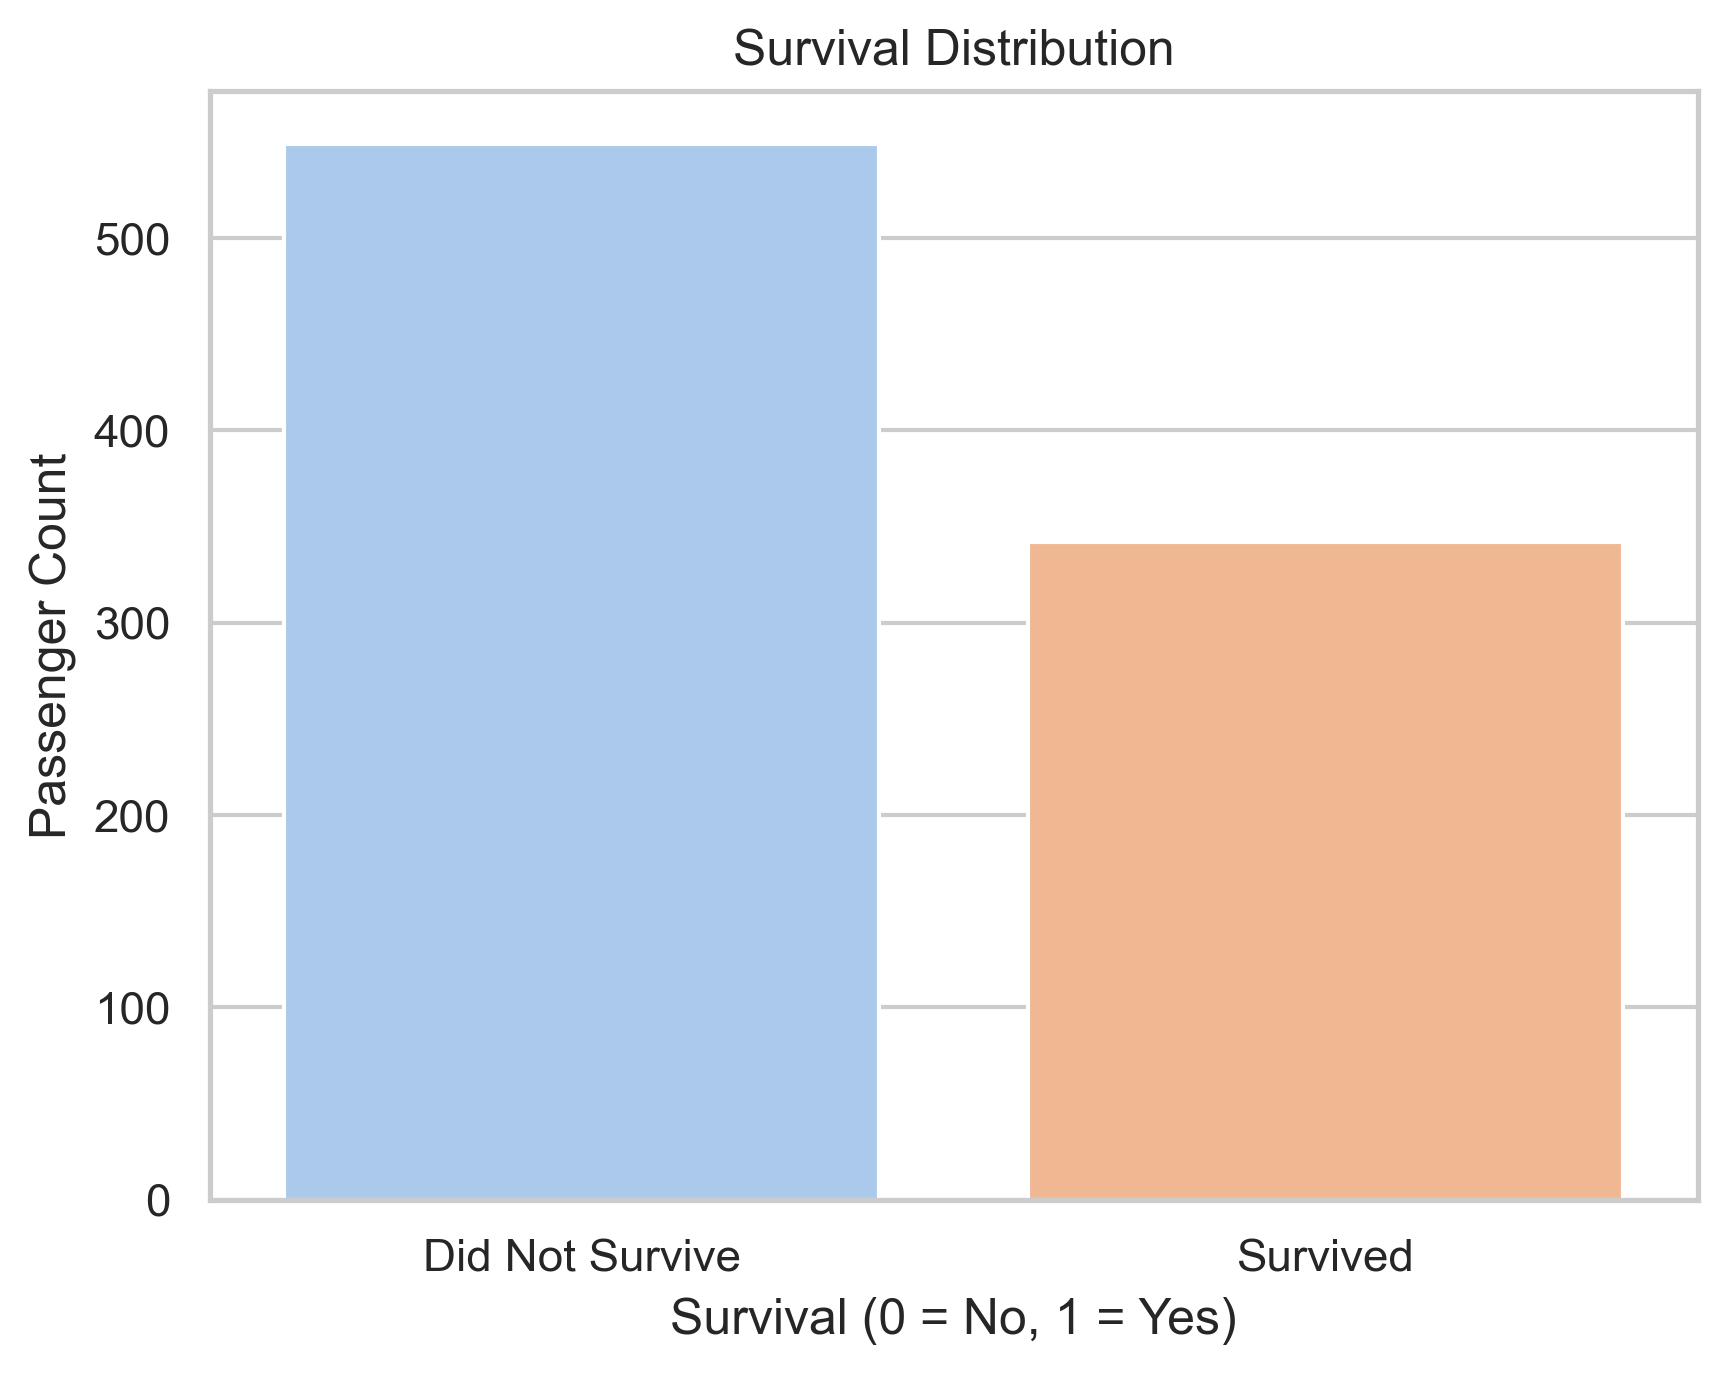 Survival Distribution
Passenger Count
500
400
300
200
100
0
Did Not Survive
Survived
Survival (0 = No, 1 = Yes)